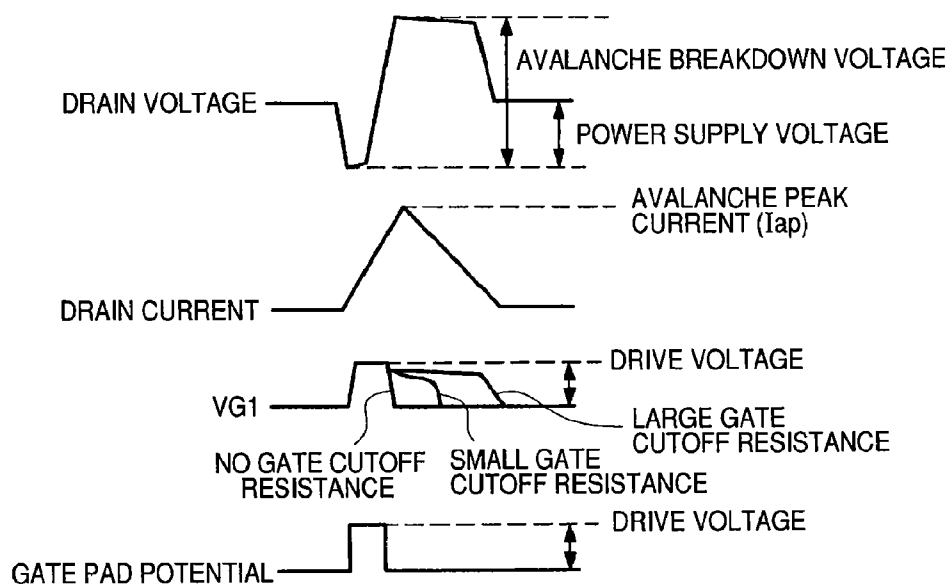 AVALANCHE BREAKDOWN VOLTAGE
DRAIN VOLTAGE
POWER SUPPLY VOLTAGE
AVALANCHE PEAK
CURRENT (Iap)
DRAIN CURRENT
DRIVE VOLTAGE
VG1
LARGE GATE
CUTOFF RESISTANCE
NO GATE CUTOFF
RESISTANCE
SMALL GATE
CUTOFF RESISTANCE
DRIVE VOLTAGE
GATE PAD POTENTIAL